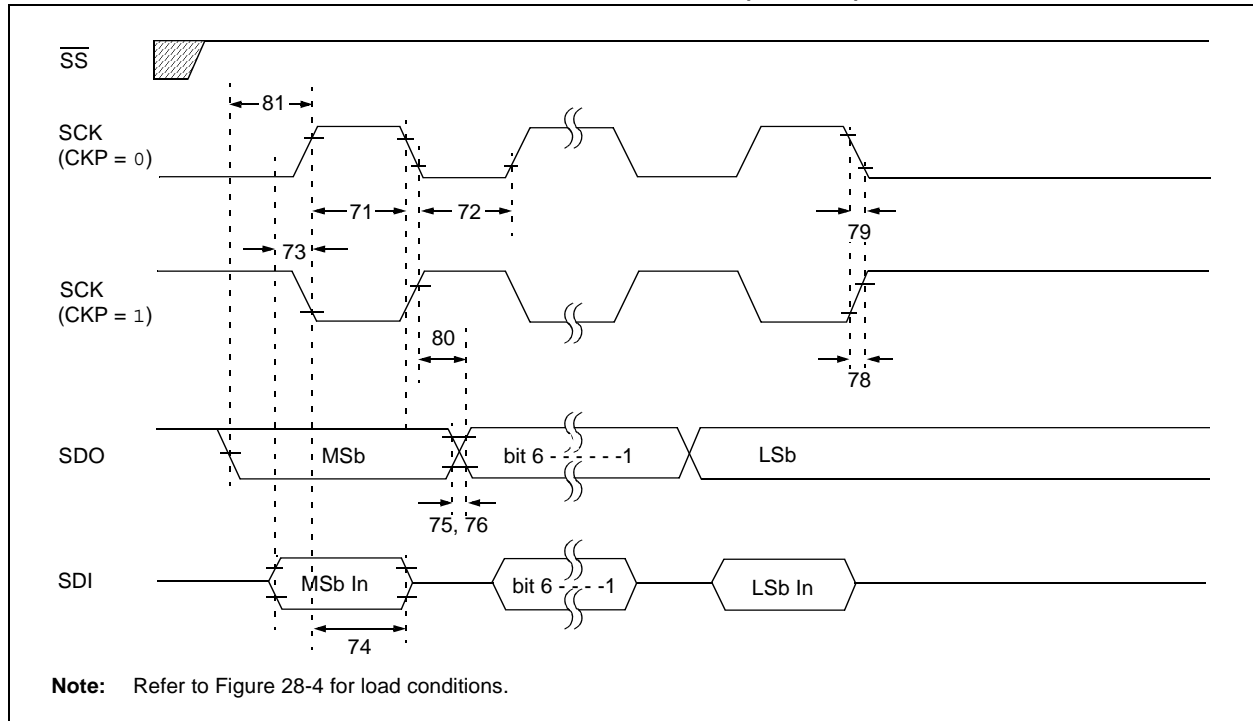 SS
81
SCK
(CKP = 0)
71
72
79
73
SCK
(CKP = 1)
80
78
SDO
MSb
bit 6 - - - - - - -1
LSb
75, 76
SDI
MSb In
bit 6 - - - - -1
LSb In
74
Note: Refer to Figure 28-4 for load conditions.